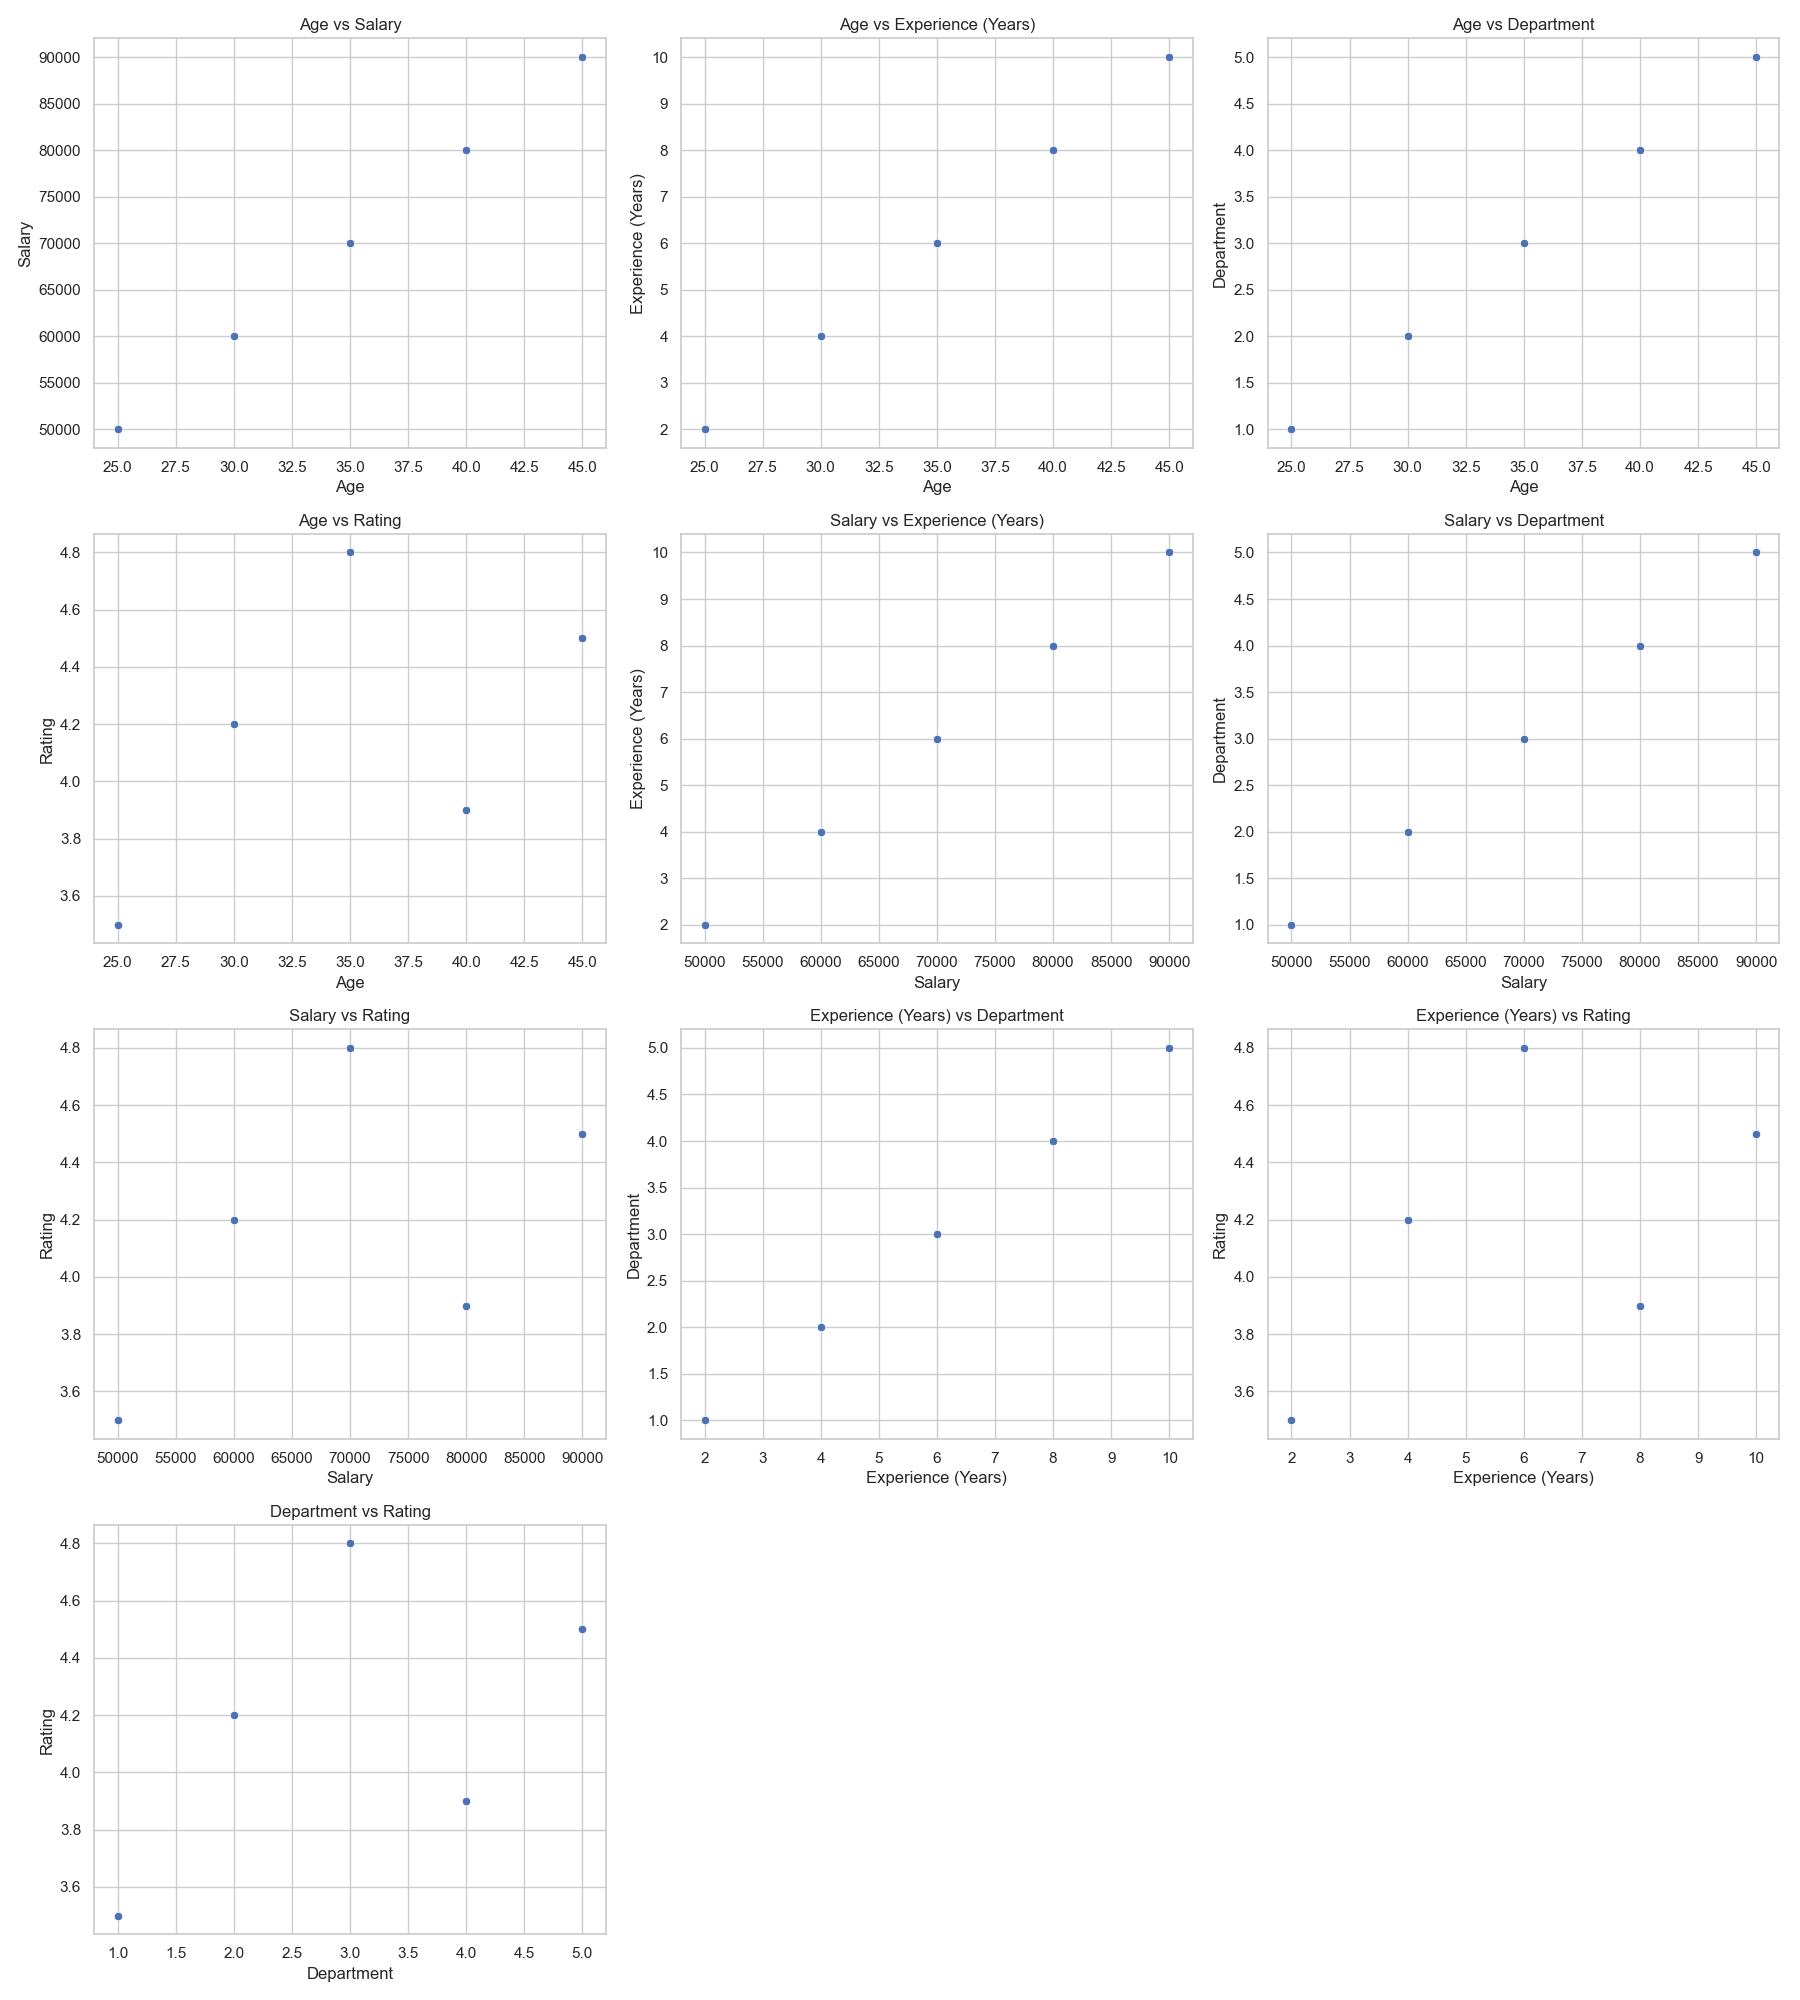 Age vs Salary
90000
85000
80000
75000
70000
65000
60000
55000
50000
Salary
25.0 27.5 30.0 32.5 35.0 37.5 40.0 42.5 45.0
Age
Age vs Experience (Years)
10
9
8
7
6
5
4
3
2
Experience (Years)
25.0 27.5 30.0 32.5 35.0 37.5 40.0 42.5 45.0
Age
Age vs Department
5.0
4.5
4.0
3.5
3.0
2.5
2.0
1.5
1.0
Department
25.0 27.5 30.0 32.5 35.0 37.5 40.0 42.5 45.0
Age
Age vs Rating
4.8
4.6
4.4
4.2
4.0
3.8
3.6
Rating
25.0 27.5 30.0 32.5 35.0 37.5 40.0 42.5 45.0
Age
Salary vs Experience (Years)
10
9
8
7
6
5
4
3
2
Experience (Years)
50000 55000 60000 65000 70000 75000 80000 85000 90000
Salary
Salary vs Department
5.0
4.5
4.0
3.5
3.0
2.5
2.0
1.5
1.0
Department
50000 55000 60000 65000 70000 75000 80000 85000 90000
Salary
Salary vs Rating
4.8
4.6
4.4
4.2
4.0
3.8
3.6
Rating
50000 55000 60000 65000 70000 75000 80000 85000 90000
Salary
Experience (Years) vs Department
5.0
4.5
4.0
3.5
3.0
2.5
2.0
1.5
1.0
Department
2 3 4 5 6 7 8 9 10
Experience (Years)
Experience (Years) vs Rating
4.8
4.6
4.4
4.2
4.0
3.8
3.6
Rating
2 3 4 5 6 7 8 9 10
Experience (Years)
Department vs Rating
4.8
4.6
4.4
4.2
4.0
3.8
3.6
Rating
1.0 1.5 2.0 2.5 3.0 3.5 4.0 4.5 5.0
Department